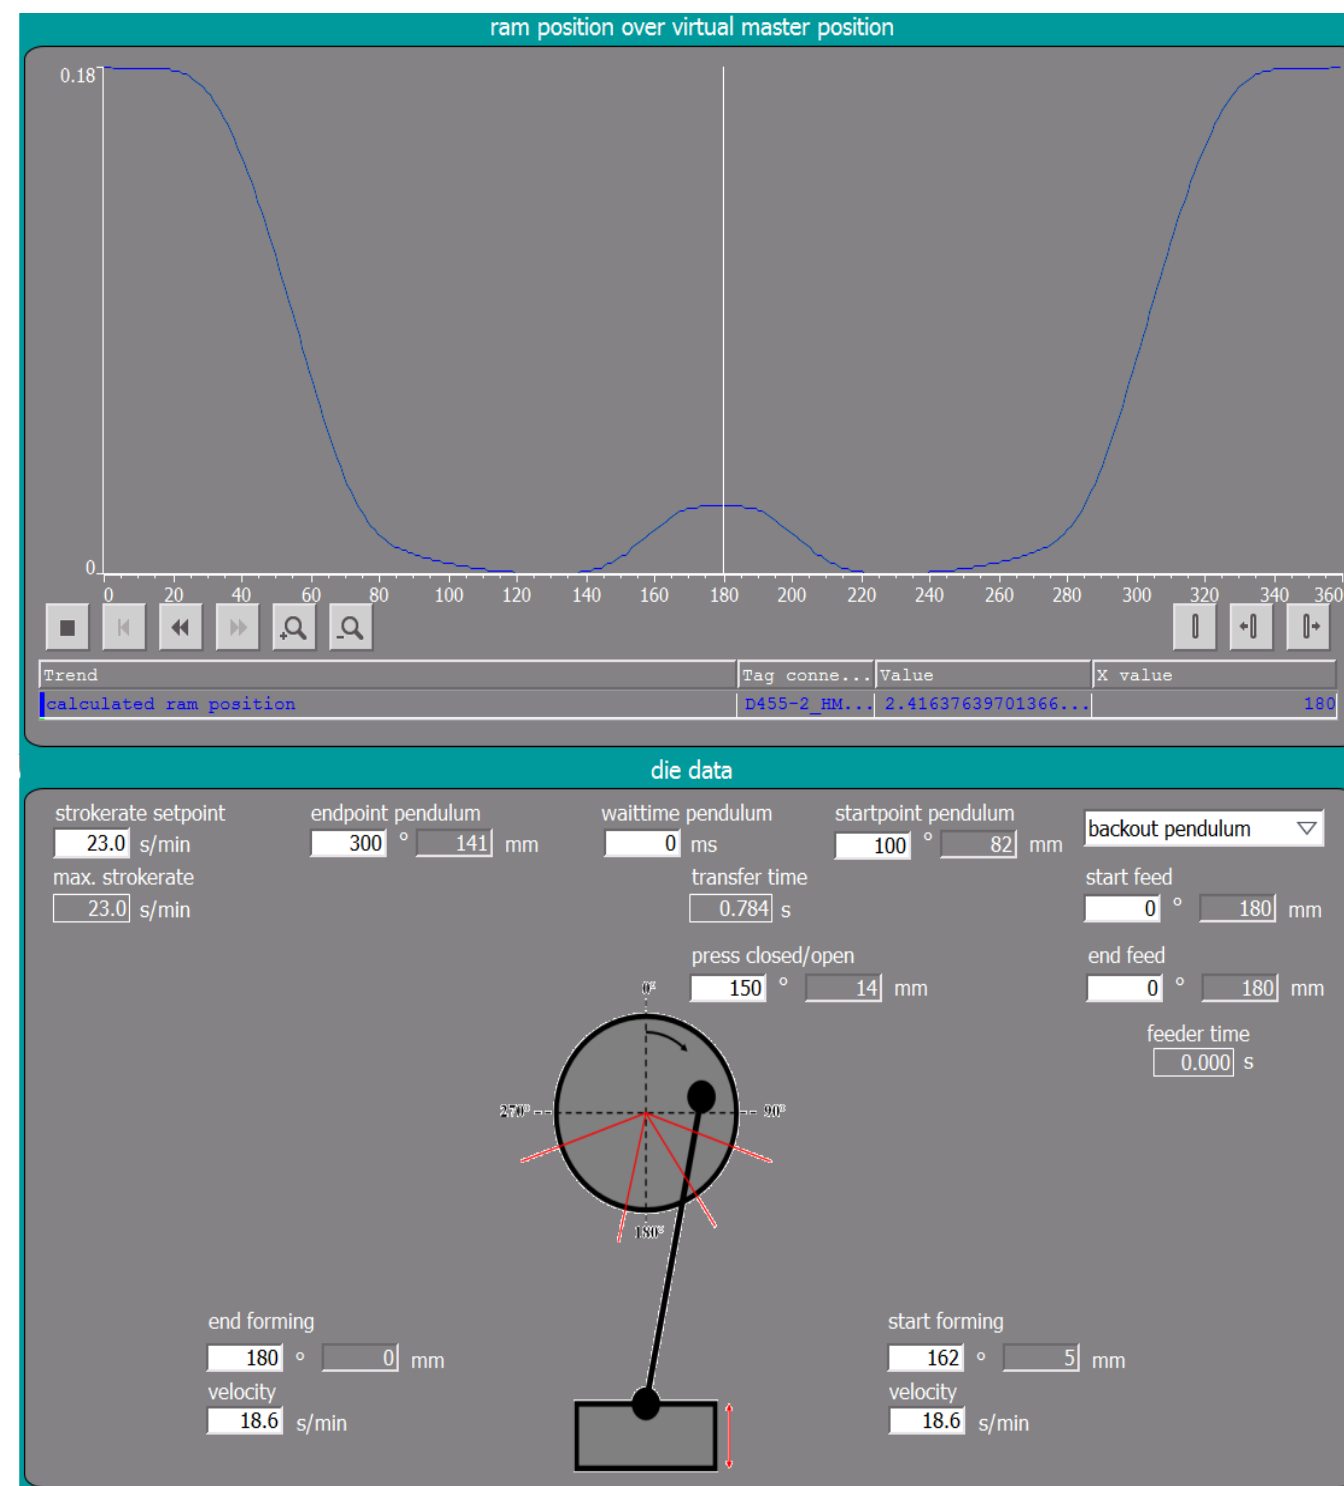 ram position over virtual master position
0.18
0
0 20 40 60 80 100 120 140 160 180 200 220 240 260 280 300 320 340 360
Trend Tag conne... Value X value
calculated ram position D455-2_HM... 2.41637639701366... 180
die data
strokerate setpoint endpoint pendulum waittime pendulum startpoint pendulum
23.0 s/min 300 ° 141 mm 0 ms 100 ° 82 mm backout pendulum
max. strokerate transfer time start feed
23.0 s/min 0.784 s 0 ° 180 mm
press closed/open end feed
150 ° 14 mm 0 ° 180 mm
feeder time
0.000 s
0°
270° 90°
180°
end forming start forming
180 ° 0 mm 162 ° 5 mm
velocity velocity
18.6 s/min 18.6 s/min